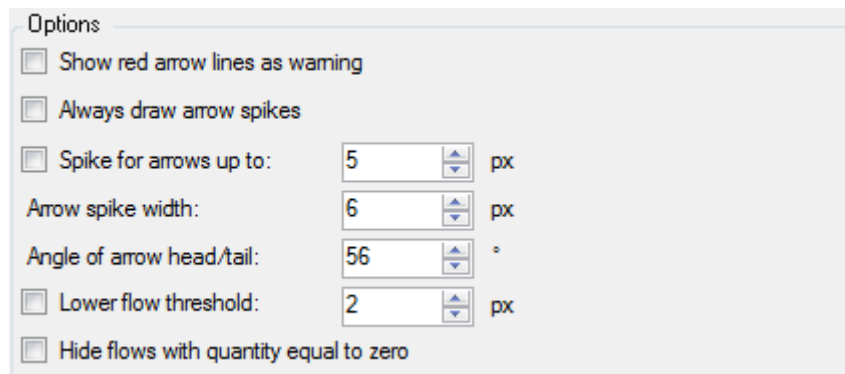 Options
Show red arrow lines as warning
Always draw arrow spikes
Spike for arrows up to: 5 px
Arrow spike width: 6 px
Angle of arrow head/tail: 56 °
Lower flow threshold: 2 px
Hide flows with quantity equal to zero